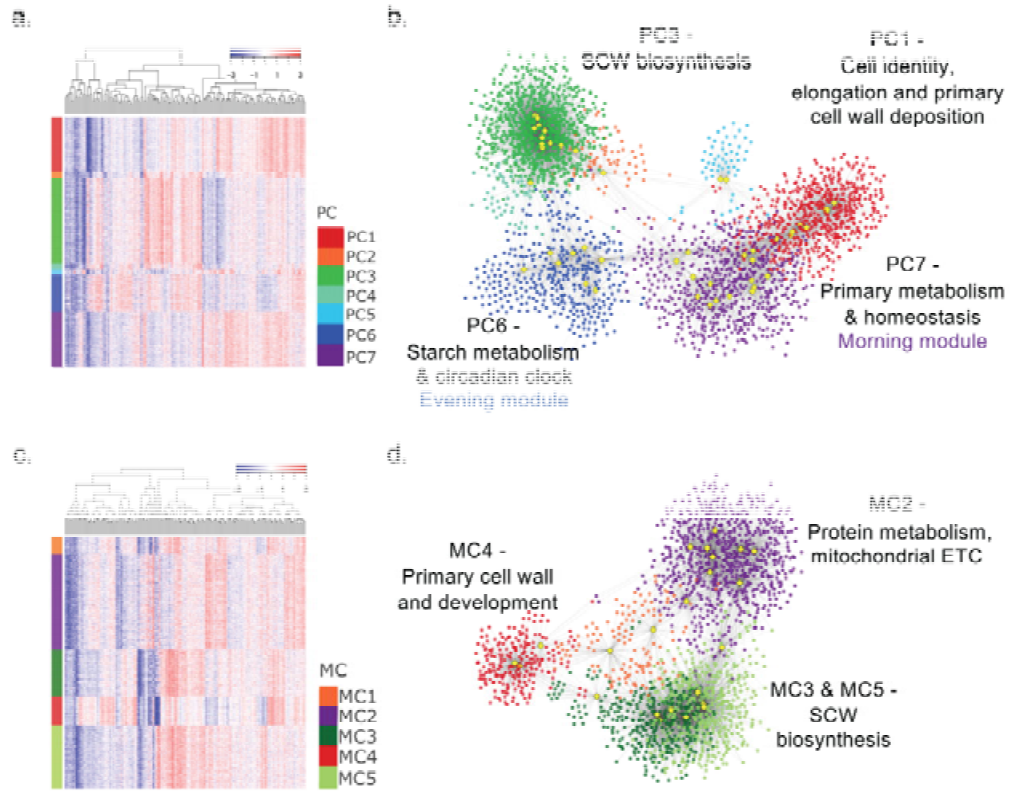 a.
b.
PC3 -
SCW biosynthesis
PC1 -
Cell identity,
elongation and primary
cell wall deposition
PC
PC1
PC2
PC3
PC4
PC5
PC6
PC7
PC7 -
Primary metabolism
& homeostasis
Morning module
PC6 -
Starch metabolism
& circadian clock
Evening module
c.
d.
MC2 -
Protein metabolism,
mitochondrial ETC
MC4 -
Primary cell wall
and development
MC
MC1
MC2
MC3
MC4
MC5
MC3 & MC5 -
SCW
biosynthesis